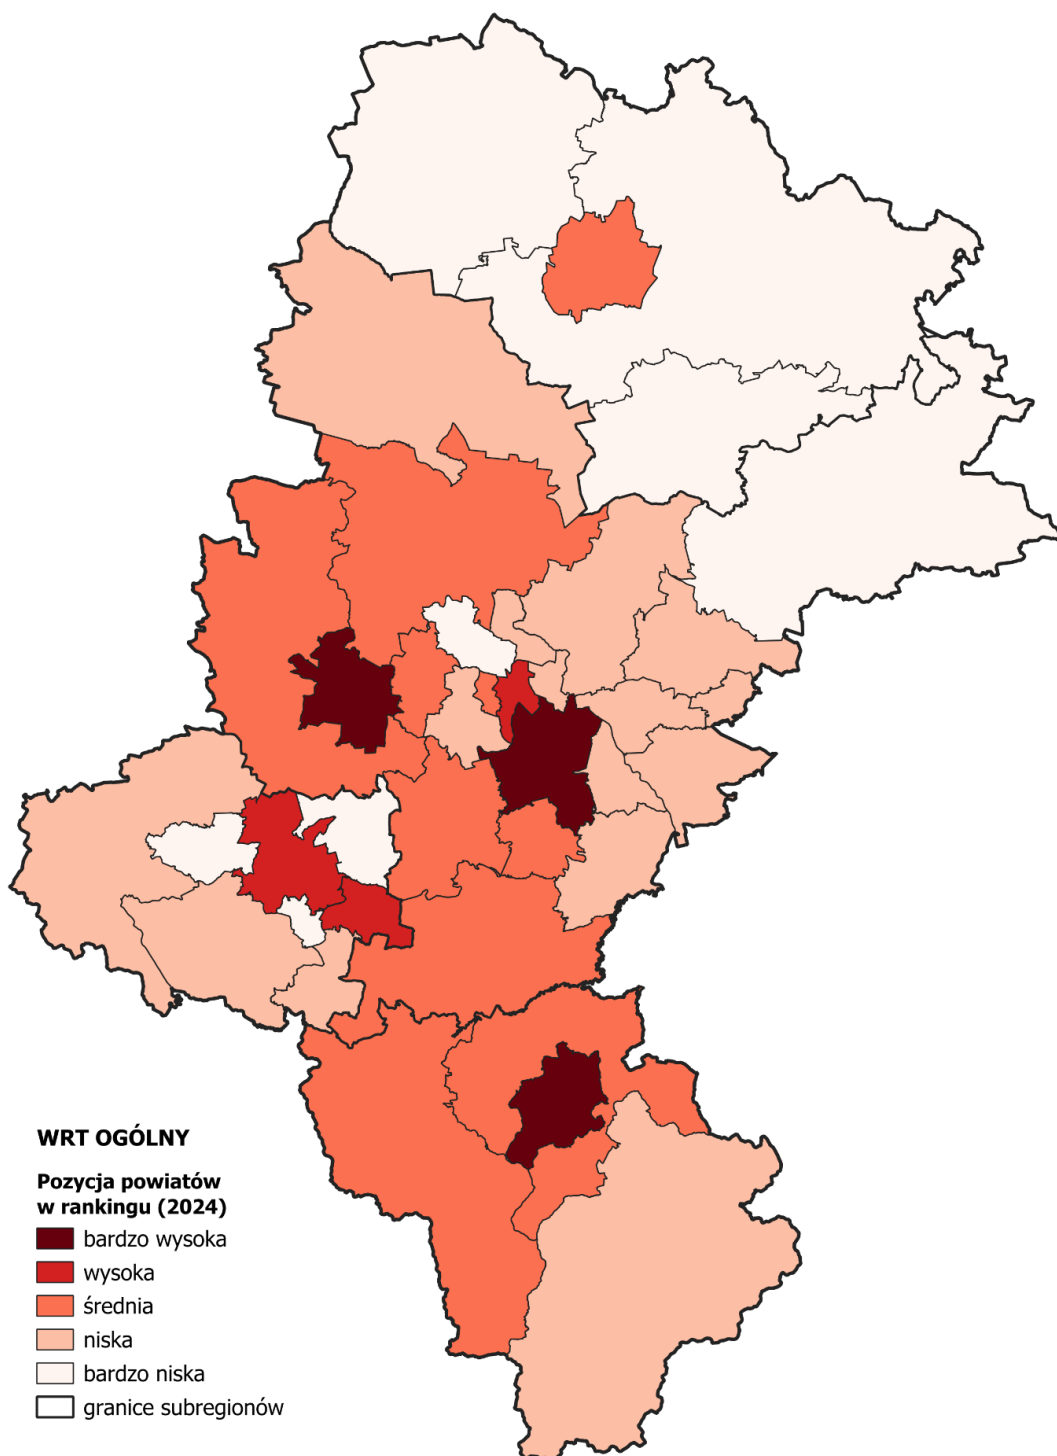 WRT OGÓLNY
Pozycja powiatów
w rankingu (2024)
bardzo wysoka
wysoka
średnia
niska
bardzo niska
granice subregionów